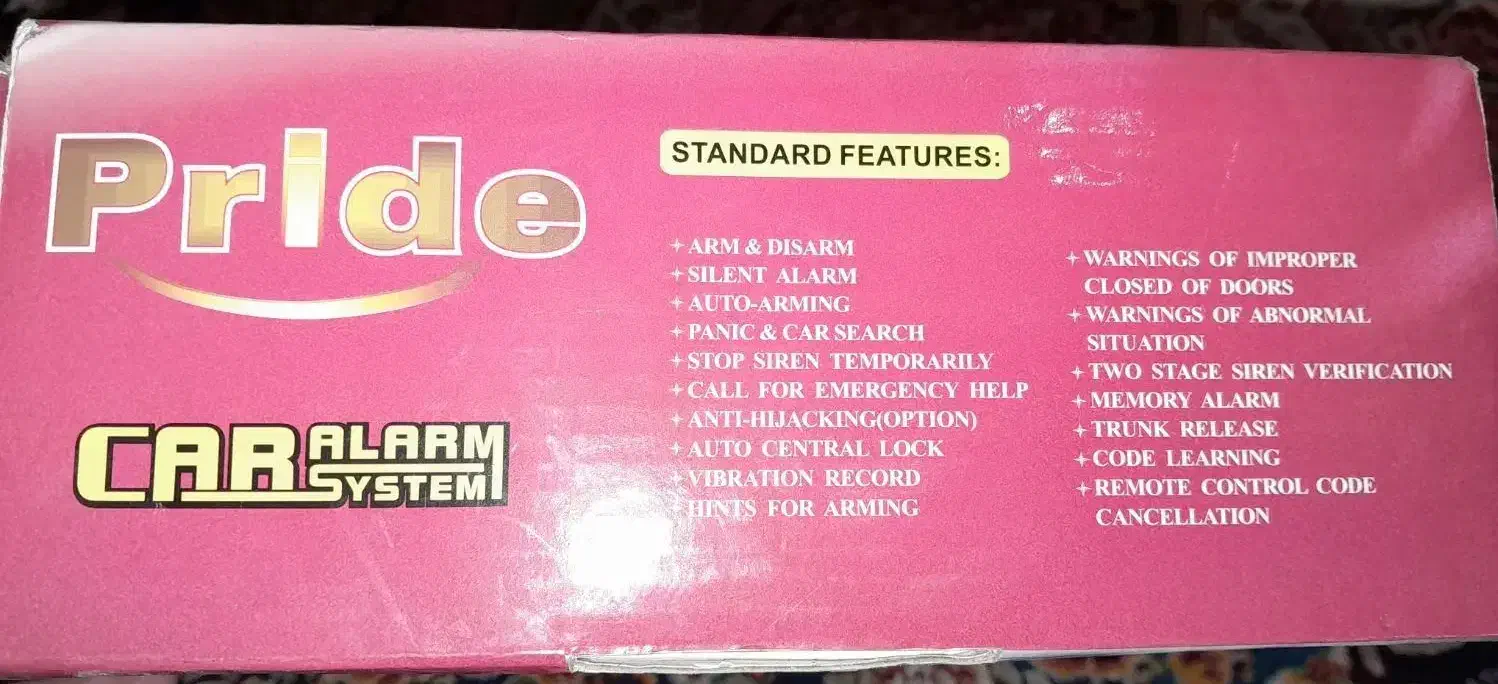 Pride
CAR ALARM
SYSTEM
STANDARD FEATURES:
+ ARM & DISARM
+ SILENT ALARM
+ AUTO-ARMING
+ PANIC & CAR SEARCH
+ STOP SIREN TEMPORARILY
+ CALL FOR EMERGENCY HELP
+ ANTI-HIJACKING(OPTION)
+ AUTO CENTRAL LOCK
+ VIBRATION RECORD
+ HINTS FOR ARMING
+ WARNINGS OF IMPROPER
CLOSED OF DOORS
+ WARNINGS OF ABNORMAL
SITUATION
+ TWO STAGE SIREN VERIFICATION
+ MEMORY ALARM
+ TRUNK RELEASE
+ CODE LEARNING
+ REMOTE CONTROL CODE
CANCELLATION